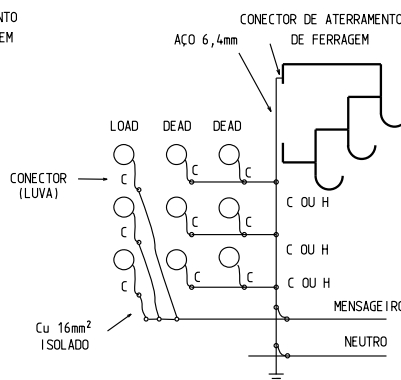 NTO
EM
CONECTOR DE ATERRAMENTO
DE FERRAGEM
AÇO 6,4mm
LOAD DEAD DEAD
CONECTOR
(LUVA)
C C C
C OU H
C C C
C OU H
C C C
C OU H
MENSAGEIRO
Cu 16mm²
ISOLADO
NEUTRO